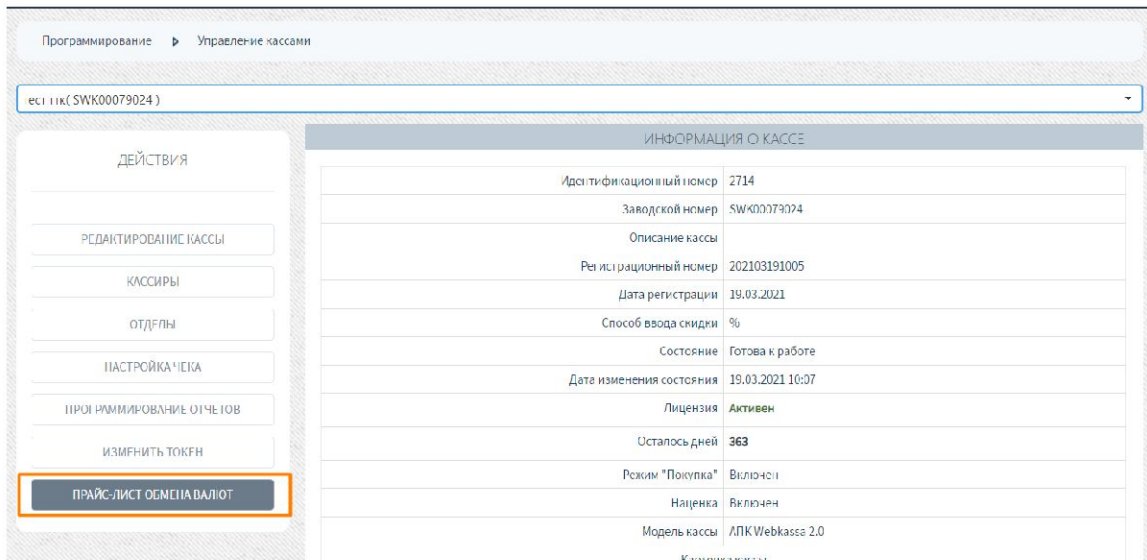 Программирование ▷ Управление кассами
ест ПК( SWK00079024 )
ДЕЙСТВИЯ
РЕДАКТИРОВАНИЕ КАССЫ
КАССИРЫ
ОТДЕЛЫ
НАСТРОЙКА ЧЕКА
ПРОГРАММИРОВАНИЕ ОТЧЕТОВ
ИЗМЕНИТЬ ТОКЕН
ПРАЙС-ЛИСТ ОБМЕНА ВАЛЮТ
ИНФОРМАЦИЯ О КАССЕ
Идентификационный номер 2714
Заводской номер SWK00079024
Описание кассы
Регистрационный номер 202103191005
Дата регистрации 19.03.2021
Способ ввода скидки %
Состояние Готова к работе
Дата изменения состояния 19.03.2021 10:07
Лицензия Активен
Осталось дней 363
Режим "Покупка" Включен
Наценка Включен
Модель кассы АПК Webkassa 2.0